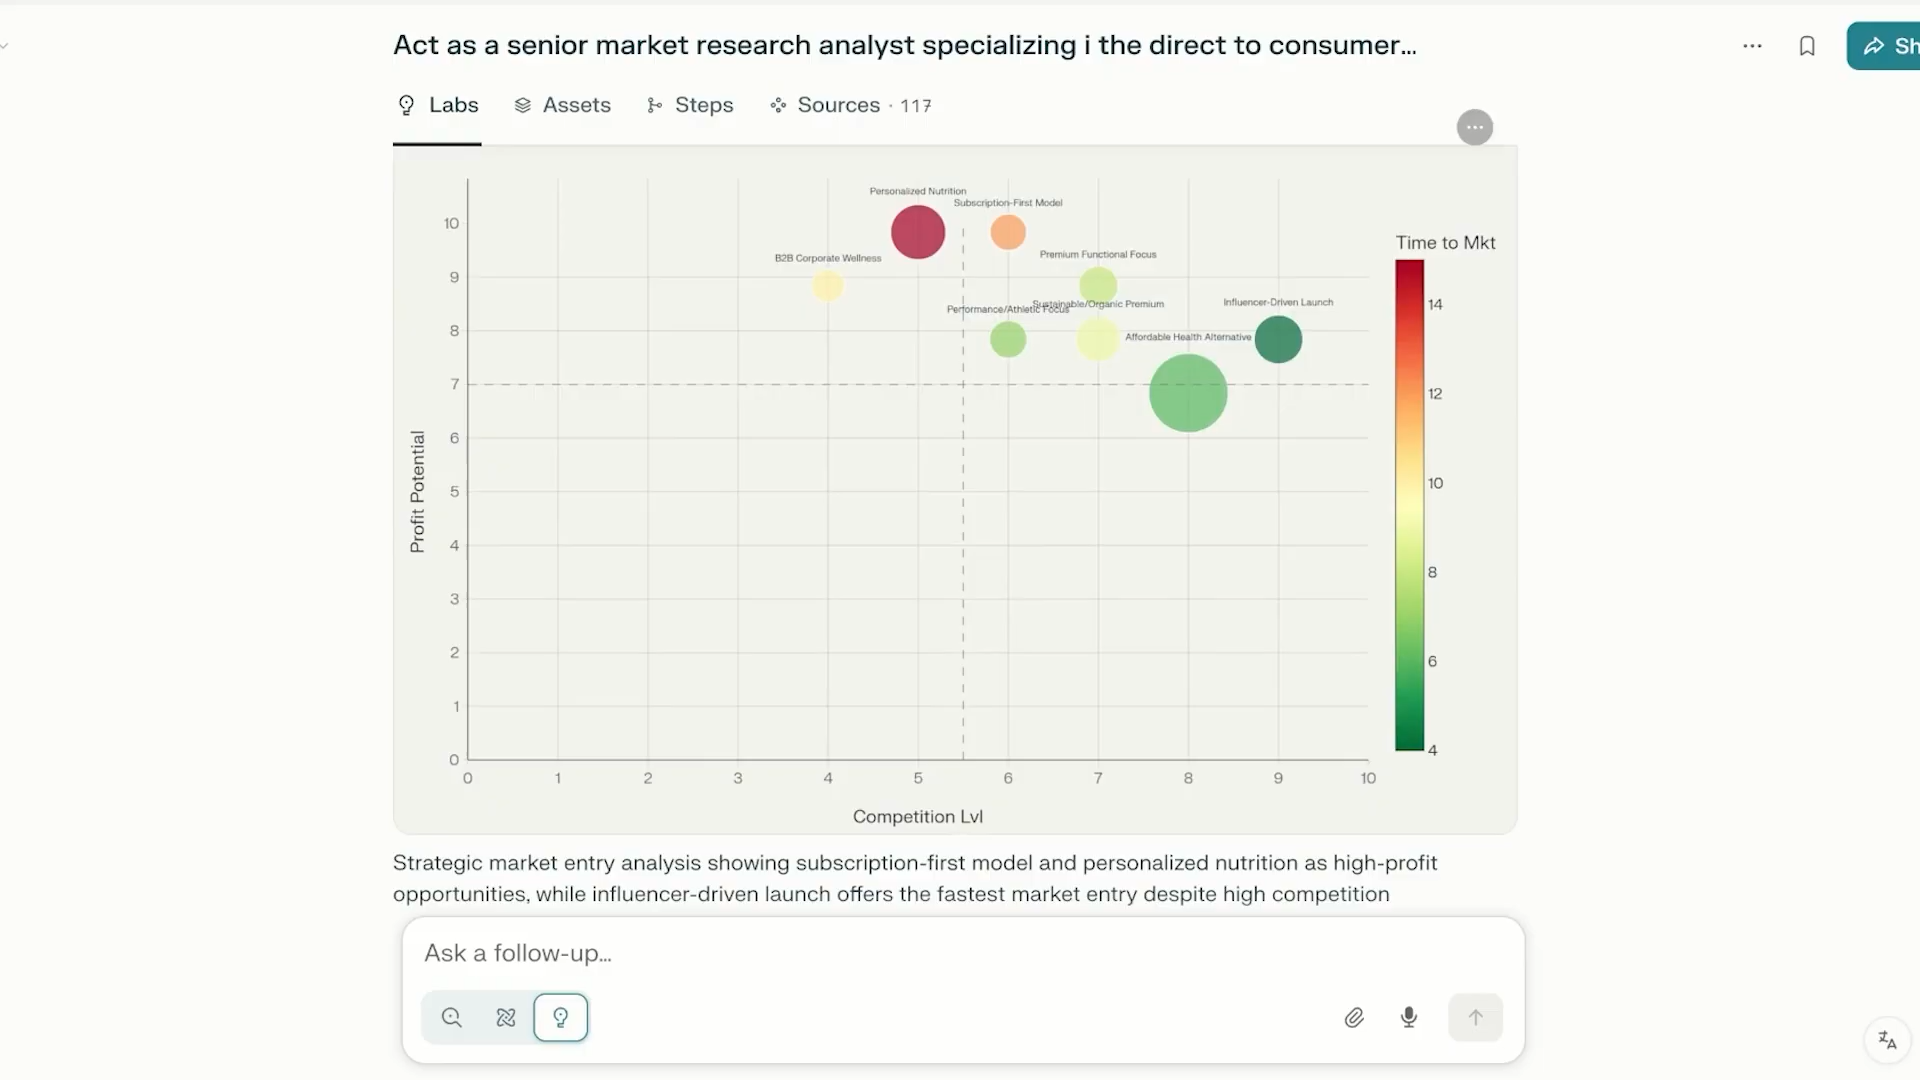 Act as a senior market research analyst specializing i the direct to consumer...
Sh
Labs
Assets
Steps
Sources · 117
Personalized Nutrition
Subscription-First Model
Premium Functional Focus
B2B Corporate Wellness
Sustainable/Organic Premium
Performance/Athletic Focus
Influencer-Driven Launch
Affordable Health Alternative
Time to Mkt
14
12
10
8
6
4
Profit Potential
10
9
8
7
6
5
4
3
2
1
0
0 1 2 3 4 5 6 7 8 9 10
Competition Lvl
Strategic market entry analysis showing subscription-first model and personalized nutrition as high-profit
opportunities, while influencer-driven launch offers the fastest market entry despite high competition
Ask a follow-up...